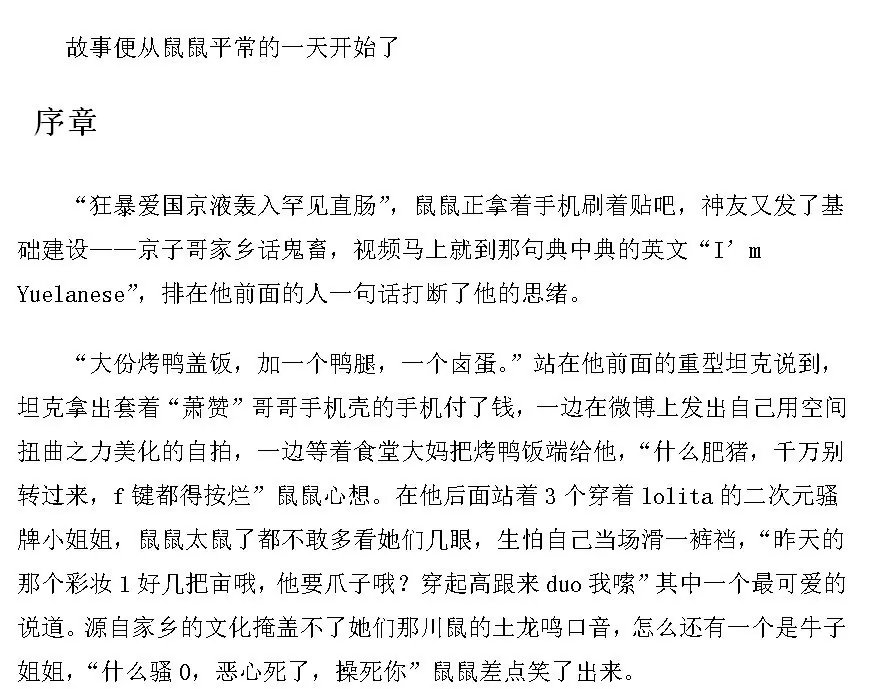 故事便从鼠鼠平常的一天开始了
序章
“狂暴爱国京液轰入罕见直肠”，鼠鼠正拿着手机刷着贴吧，神友又发了基
础建设——京子哥家乡话鬼畜，视频马上就到那句典中典的英文“I’m
Yuelanese”，排在他前面的人一句话打断了他的思绪。
“大份烤鸭盖饭，加一个鸭腿，一个卤蛋。”站在他前面的重型坦克说到，
坦克拿出套着“萧赞”哥哥手机壳的手机付了钱，一边在微博上发出自己用空间
扭曲之力美化的自拍，一边等着食堂大妈把烤鸭饭端给他，“什么肥猪，千万别
转过来，f 键都得按烂”鼠鼠心想。在他后面站着 3 个穿着 lolita 的二次元骚
牌小姐姐，鼠鼠太鼠了都不敢多看她们几眼，生怕自己当场滑一裤裆，“昨天的
那个彩妆 1 好几把亩哦，他要爪子哦？穿起高跟来 duo 我嗦”其中一个最可爱的
说道。源自家乡的文化掩盖不了她们那川鼠的土龙鸣口音，怎么还有一个是牛子
姐姐，“什么骚 0，恶心死了，操死你”鼠鼠差点笑了出来。